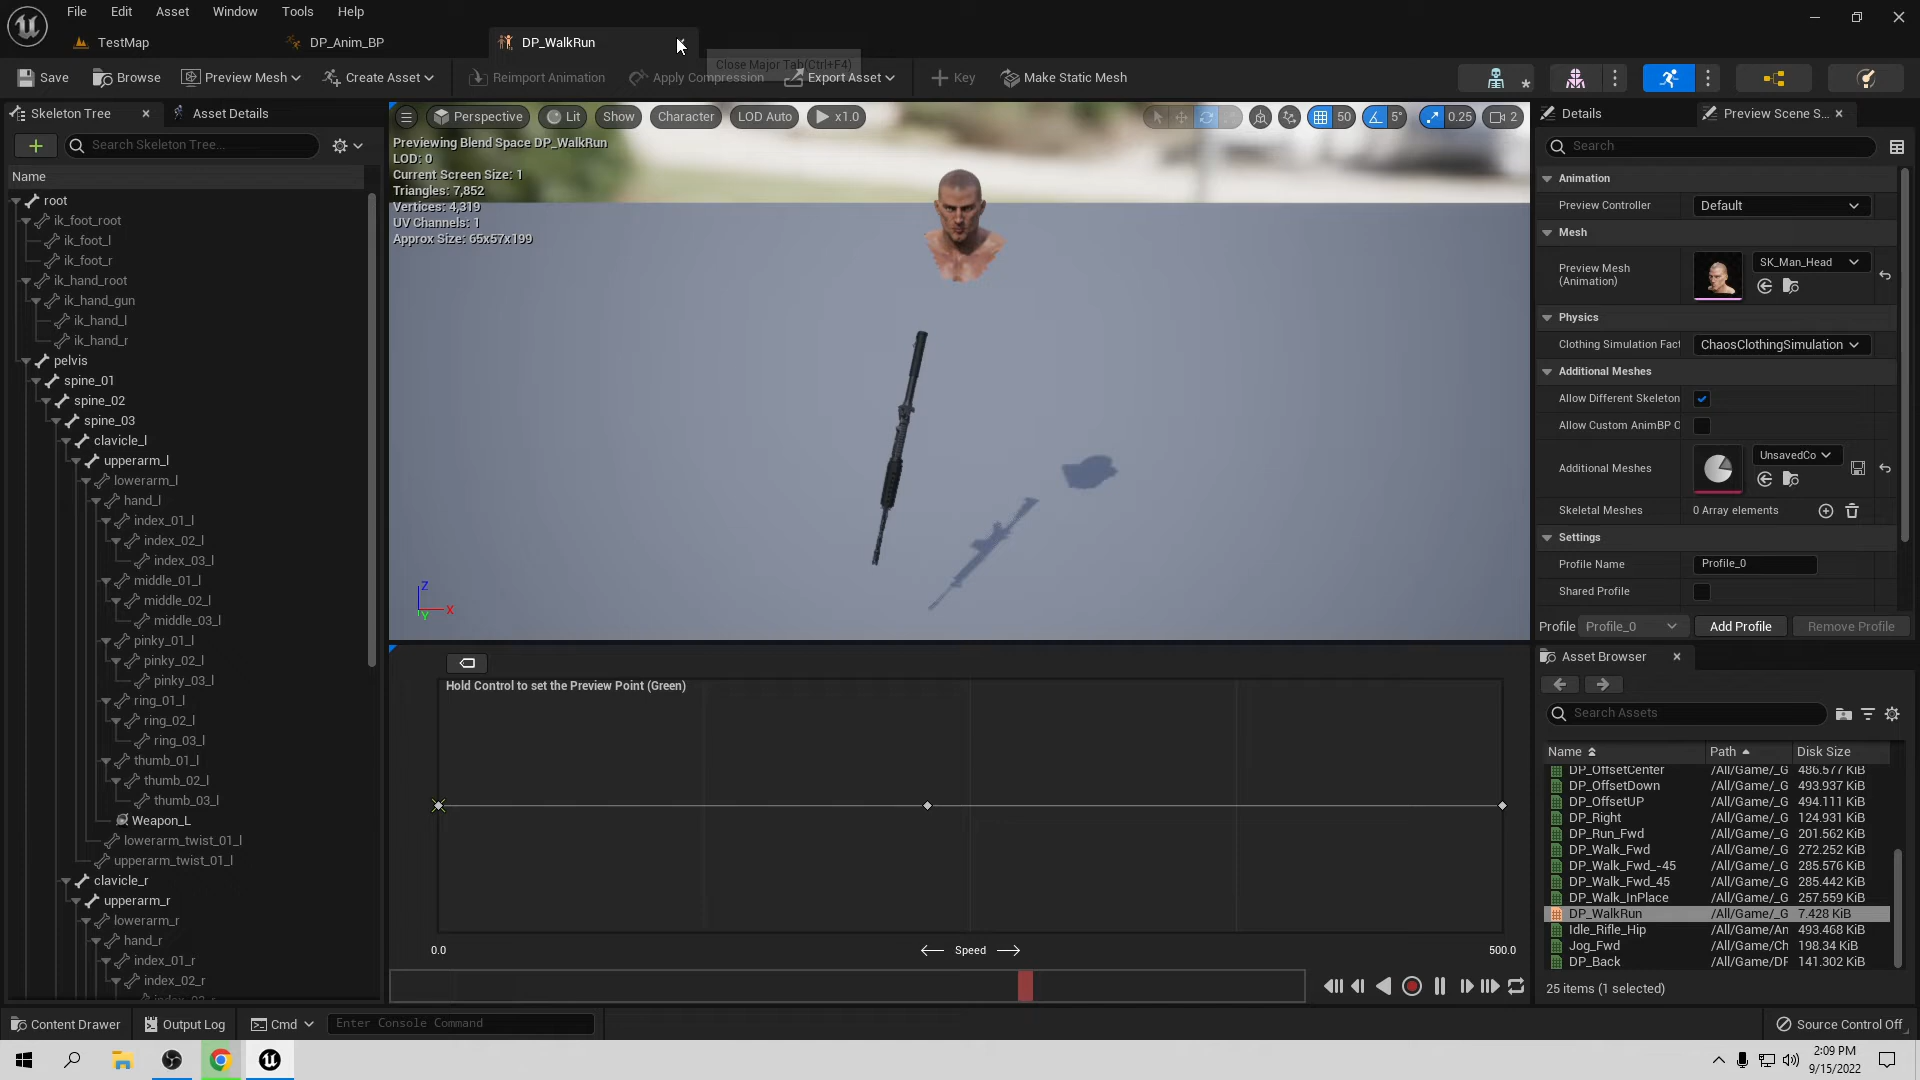 File Edit Asset Window Tools Help
TestMap DP_Anim_BP DP_WalkRun
Close Major Tab(Ctrl+F4)
Save Browse Preview Mesh Create Asset Reimport Animation Apply Compression Export Asset Key Make Static Mesh
Skeleton Tree Asset Details
Search Skeleton Tree...
Name
root
ik_foot_root
ik_foot_l
ik_foot_r
ik_hand_root
ik_hand_gun
ik_hand_l
ik_hand_r
pelvis
spine_01
spine_02
spine_03
clavicle_l
upperarm_l
lowerarm_l
hand_l
index_01_l
index_02_l
index_03_l
middle_01_l
middle_02_l
middle_03_l
pinky_01_l
pinky_02_l
pinky_03_l
ring_01_l
ring_02_l
ring_03_l
thumb_01_l
thumb_02_l
thumb_03_l
Weapon_L
lowerarm_twist_01_l
upperarm_twist_01_l
clavicle_r
upperarm_r
lowerarm_r
hand_r
index_01_r
index_02_r
Perspective Lit Show Character LOD Auto x1.0 50 5° 0.25 2
Previewing Blend Space DP_WalkRun
LOD: 0
Current Screen Size: 1
Triangles: 7,852
Vertices: 4,319
UV Channels: 1
Approx Size: 65x57x199
Z
X
Y
Hold Control to set the Preview Point (Green)
0.0 Speed 500.0
Details Preview Scene S...
Search
Animation
Preview Controller Default
Mesh
Preview Mesh
(Animation)
SK_Man_Head
Physics
Clothing Simulation Fact ChaosClothingSimulation
Additional Meshes
Allow Different Skeleton
Allow Custom AnimBP O
Additional Meshes UnsavedCo
Skeletal Meshes 0 Array elements
Settings
Profile Name Profile_0
Shared Profile
Profile Profile_0 Add Profile Remove Profile
Asset Browser
Search Assets
Name Path Disk Size
DP_OffsetCenter /All/Game/_G 486.577 KiB
DP_OffsetDown /All/Game/_G 493.937 KiB
DP_OffsetUP /All/Game/_G 494.111 KiB
DP_Right /All/Game/_G 124.931 KiB
DP_Run_Fwd /All/Game/_G 201.562 KiB
DP_Walk_Fwd /All/Game/_G 272.252 KiB
DP_Walk_Fwd_-45 /All/Game/_G 285.576 KiB
DP_Walk_Fwd_45 /All/Game/_G 285.442 KiB
DP_Walk_InPlace /All/Game/_G 257.559 KiB
DP_WalkRun /All/Game/_G 7.428 KiB
Idle_Rifle_Hip /All/Game/An 493.468 KiB
Jog_Fwd /All/Game/Ch 198.34 KiB
DP_Back /All/Game/DP 141.302 KiB
25 items (1 selected)
Content Drawer Output Log Cmd Enter Console Command Source Control Off
2:09 PM
9/15/2022